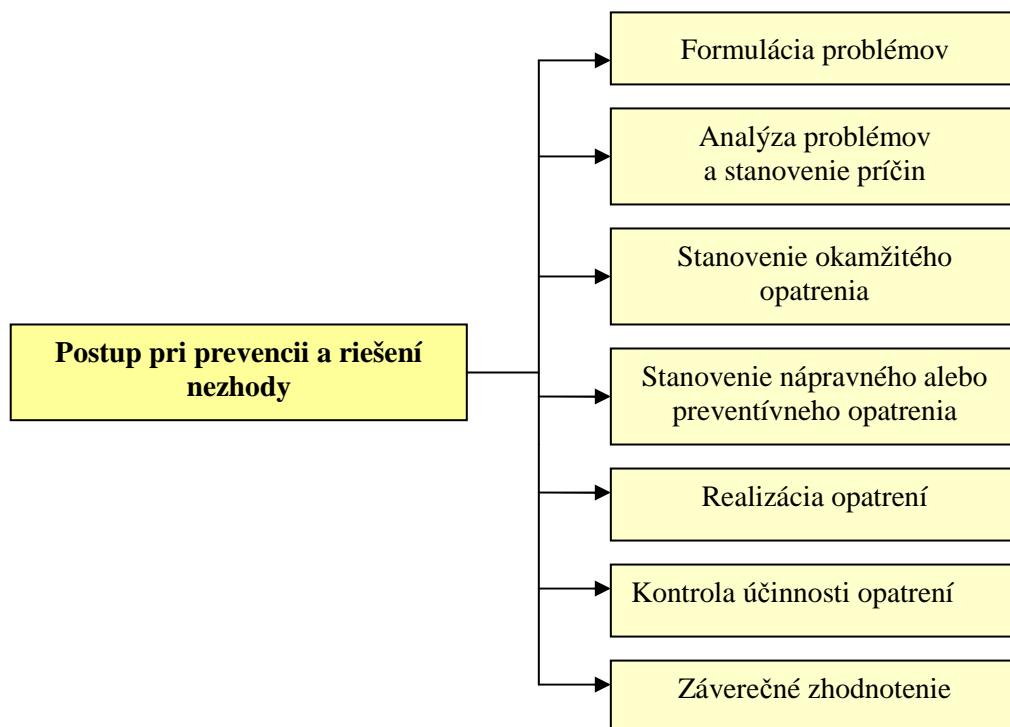 Formulácia problémov
Analýza problémov
a stanovenie príčin
Stanovenie okamžitého
opatrenia
Postup pri prevencii a riešení
nezhody
Stanovenie nápravného alebo
preventívneho opatrenia
Realizácia opatrení
Kontrola účinnosti opatrení
Záverečné zhodnotenie